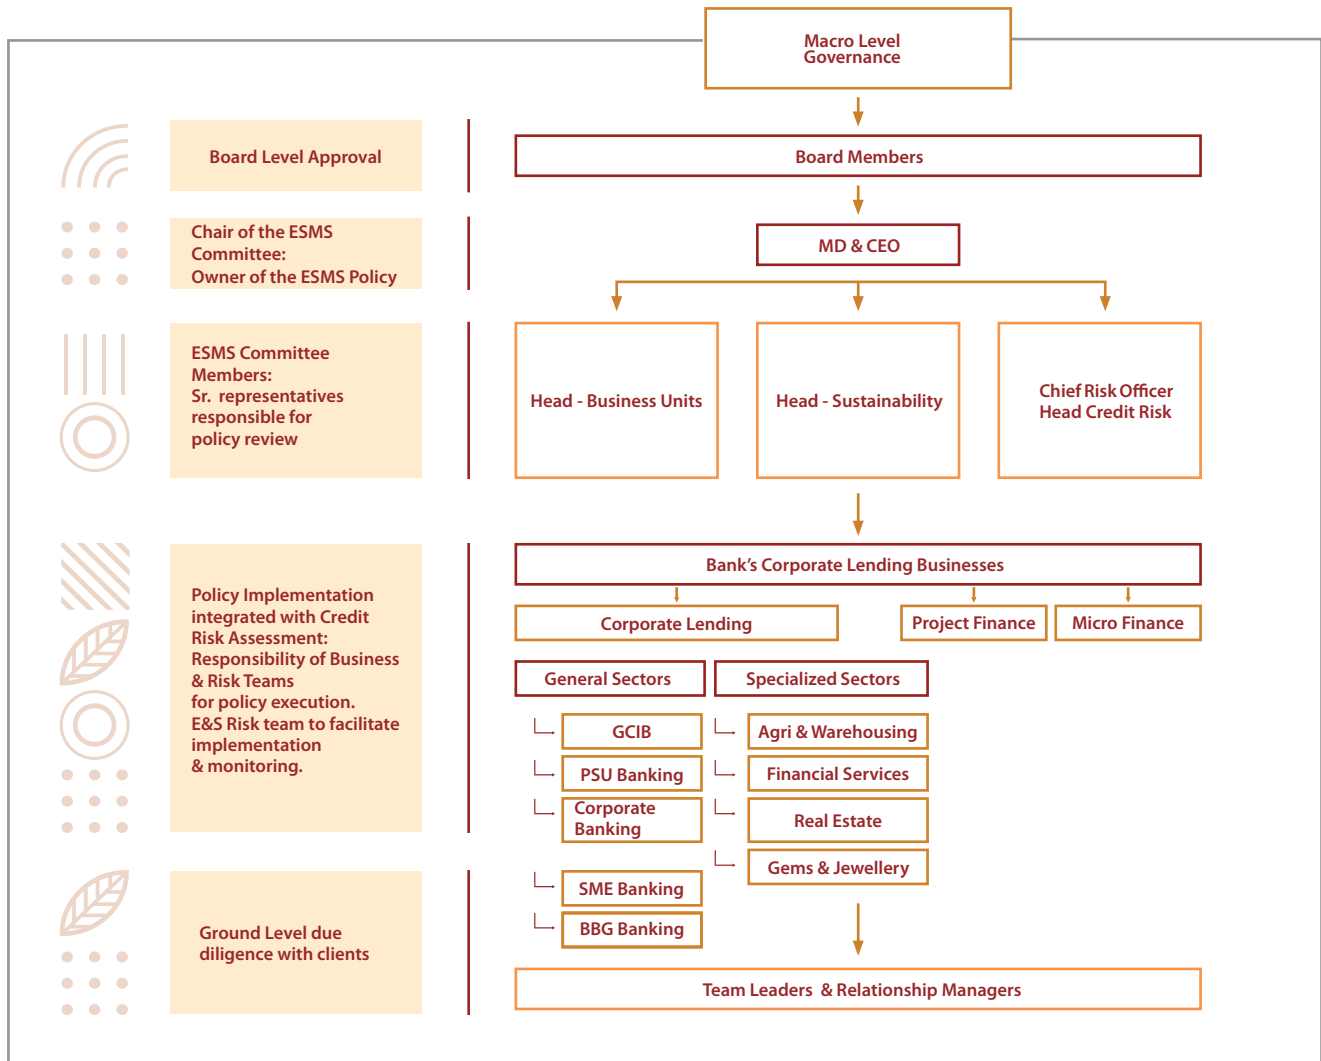 Macro Level
Governance
Board Level Approval
Board Members
Chair of the ESMS
Committee:
Owner of the ESMS Policy
MD & CEO
ESMS Committee
Members:
Sr. representatives
responsible for
policy review
Head - Business Units
Head - Sustainability
Chief Risk Officer
Head Credit Risk
Policy Implementation
integrated with Credit
Risk Assessment:
Responsibility of Business
& Risk Teams
for policy execution.
E&S Risk team to facilitate
implementation
& monitoring.
Bank's Corporate Lending Businesses
Corporate Lending
Project Finance
Micro Finance
General Sectors
Specialized Sectors
GCIB
Agri & Warehousing
PSU Banking
Financial Services
Corporate
Banking
Real Estate
Gems & Jewellery
SME Banking
BBG Banking
Ground Level due
diligence with clients
Team Leaders & Relationship Managers